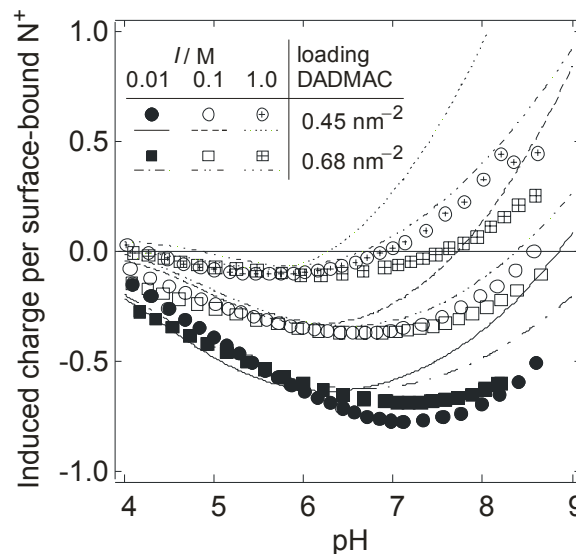 1.0
0.5
0.0
-0.5
-1.0
Induced charge per surface-bound N⁺
I / M loading
0.01 0.1 1.0 DADMAC
0.45 nm⁻²
0.68 nm⁻²
4 5 6 7 8 9
pH